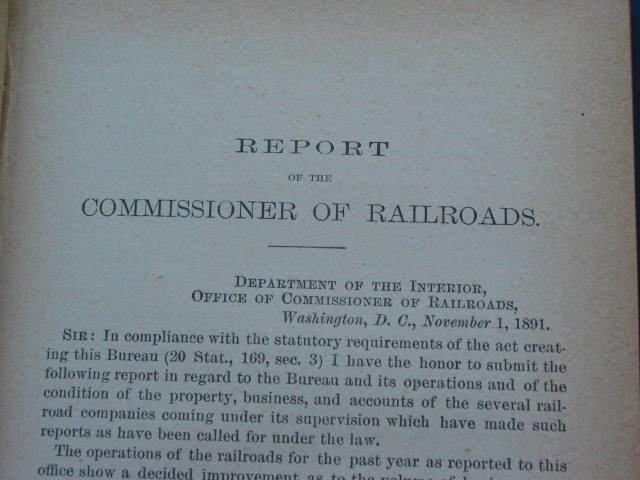 REPORT
OF THE
COMMISSIONER OF RAILROADS.
DEPARTMENT OF THE INTERIOR,
OFFICE OF COMMISSIONER OF RAILROADS,
Washington, D. C., November 1, 1891.
SIR: In compliance with the statutory requirements of the act creat-
ing this Bureau (20 Stat., 169, sec. 3) I have the honor to submit the
following report in regard to the Bureau and its operations and of the
condition of the property, business, and accounts of the several rail-
road companies coming under its supervision which have made such
reports as have been called for under the law.
The operations of the railroads for the past year as reported to this
office show a decided improvement as to the volume of